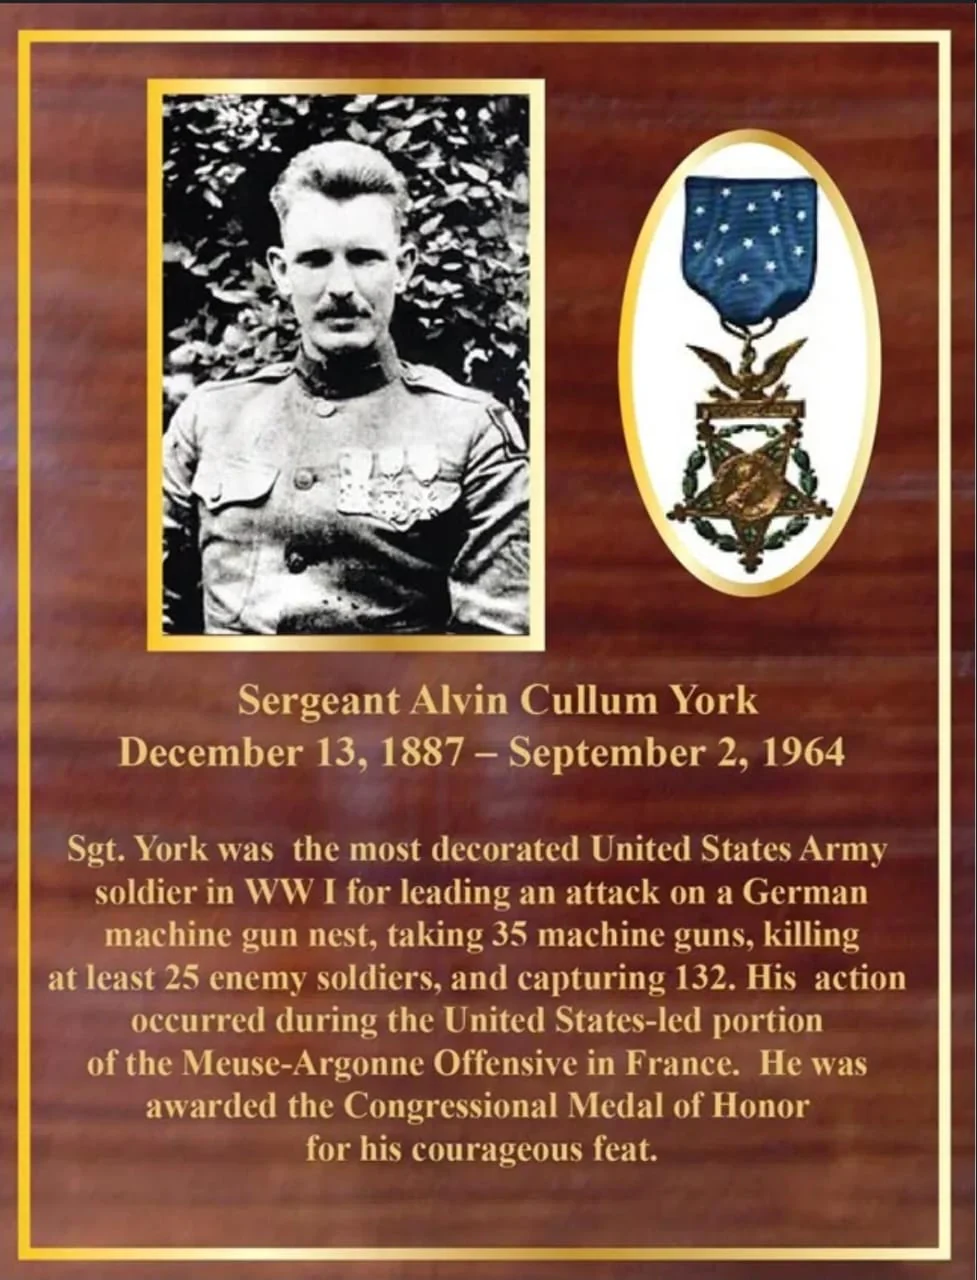 Sergeant Alvin Cullum York
December 13, 1887 – September 2, 1964
Sgt. York was  the most decorated United States Army
soldier in WW I for leading an attack on a German
machine gun nest, taking 35 machine guns, killing
at least 25 enemy soldiers, and capturing 132. His  action
occurred during the United States-led portion
of the Meuse-Argonne Offensive in France.  He was
awarded the Congressional Medal of Honor
for his courageous feat.